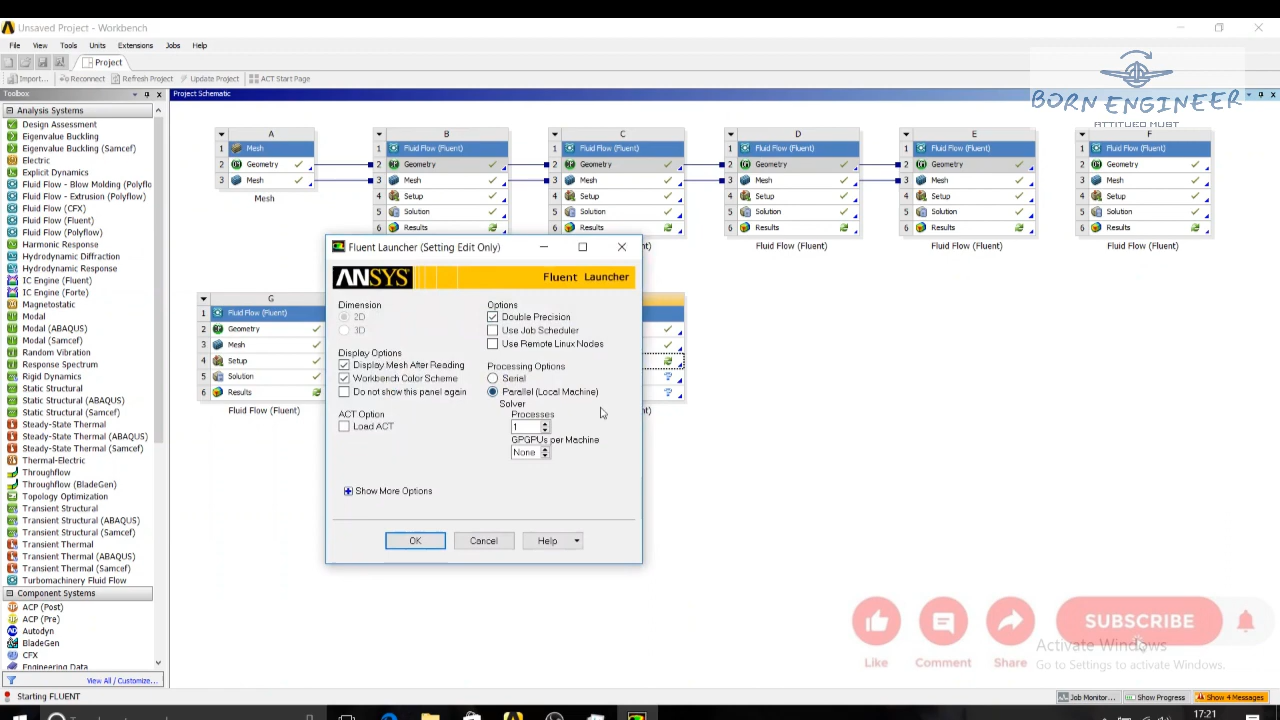 Unsaved Project - Workbench
File View Tools Units Extensions Jobs Help
Project
Import... Reconnect Refresh Project Update Project ACT Start Page
Toolbox
Project Schematic
BORN ENGINEER
ATTITUED MUST
Analysis Systems
Design Assessment
Eigenvalue Buckling
Eigenvalue Buckling (Samcef)
Electric
Explicit Dynamics
Fluid Flow - Blow Molding (Polyflo
Fluid Flow - Extrusion (Polyflow)
Fluid Flow (CFX)
Fluid Flow (Fluent)
Fluid Flow (Polyflow)
Harmonic Response
Hydrodynamic Diffraction
Hydrodynamic Response
IC Engine (Fluent)
IC Engine (Forte)
Magnetostatic
Modal
Modal (ABAQUS)
Modal (Samcef)
Random Vibration
Response Spectrum
Rigid Dynamics
Static Structural
Static Structural (ABAQUS)
Static Structural (Samcef)
Steady-State Thermal
Steady-State Thermal (ABAQUS)
Steady-State Thermal (Samcef)
Thermal-Electric
Throughflow
Throughflow (BladeGen)
Topology Optimization
Transient Structural
Transient Structural (ABAQUS)
Transient Structural (Samcef)
Transient Thermal
Transient Thermal (ABAQUS)
Transient Thermal (Samcef)
Turbomachinery Fluid Flow
Component Systems
ACP (Post)
ACP (Pre)
Autodyn
BladeGen
CFX
Engineering Data
View All / Customize...
A
1 Mesh
2 Geometry
3 Mesh
Mesh
B
1 Fluid Flow (Fluent)
2 Geometry
3 Mesh
4 Setup
5 Solution
6 Results
C
1 Fluid Flow (Fluent)
2 Geometry
3 Mesh
4 Setup
5 Solution
6 Results
D
1 Fluid Flow (Fluent)
2 Geometry
3 Mesh
4 Setup
5 Solution
6 Results
Fluid Flow (Fluent)
E
1 Fluid Flow (Fluent)
2 Geometry
3 Mesh
4 Setup
5 Solution
6 Results
Fluid Flow (Fluent)
F
1 Fluid Flow (Fluent)
2 Geometry
3 Mesh
4 Setup
5 Solution
6 Results
Fluid Flow (Fluent)
G
1 Fluid Flow (Fluent)
2 Geometry
3 Mesh
4 Setup
5 Solution
6 Results
Fluid Flow (Fluent)
Fluent Launcher (Setting Edit Only)
ANSYS Fluent Launcher
Dimension
2D
3D
Display Options
Display Mesh After Reading
Workbench Color Scheme
Do not show this panel again
ACT Option
Load ACT
Options
Double Precision
Use Job Scheduler
Use Remote Linux Nodes
Processing Options
Serial
Parallel (Local Machine)
Solver
Processes
1
GPGPUs per Machine
None
Show More Options
OK Cancel Help
SUBSCRIBE
Like Comment Share
Activate Windows
Go to Settings to activate Windows.
Starting FLUENT
Job Monitor... Show Progress Show 4 Messages
17:21